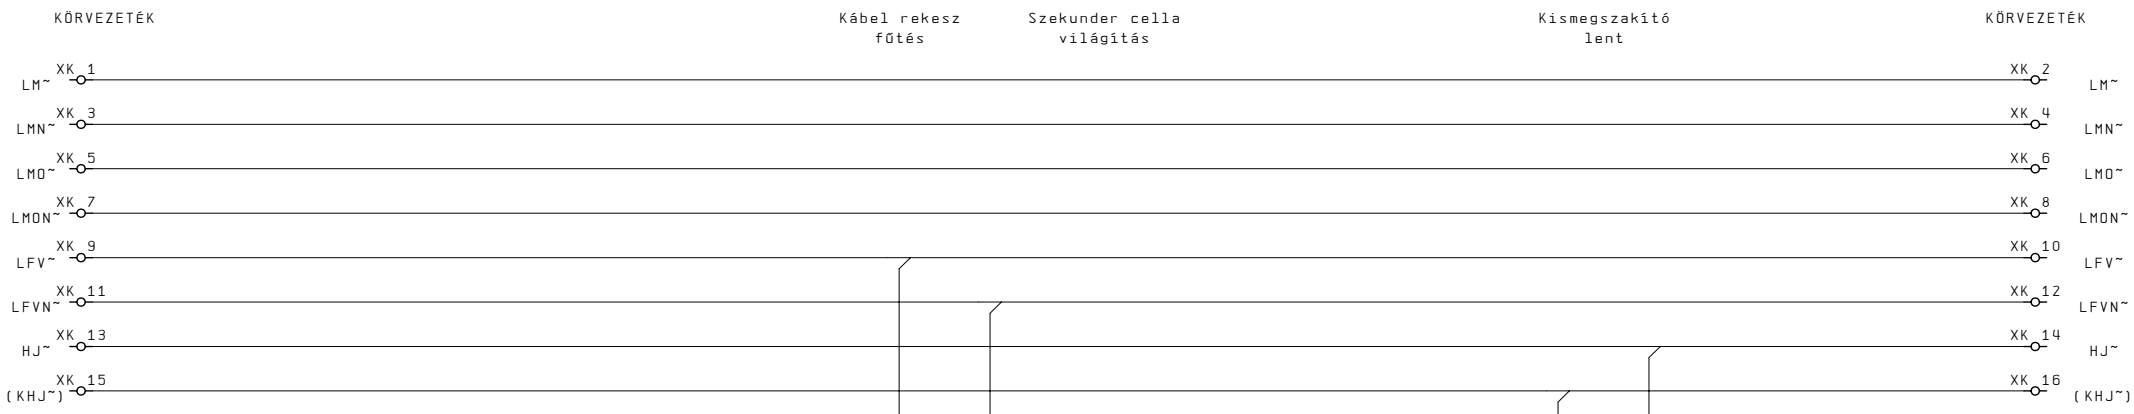 KÖRVEZETÉK Kábel rekesz Szekunder cella Kismegszakító KÖRVEZETÉK
fűtés világítás lent
XK 1 XK 2
LM~ LM~
XK 3 XK 4
LMN~ LMN~
XK 5 XK 6
LMO~ LMO~
XK 7 XK 8
LMON~ LMON~
XK 9 XK 10
LFV~ LFV~
XK 11 XK 12
LFVN~ LFVN~
XK 13 XK 14
HJ~ HJ~
XK 15 XK 16
(KHJ~) (KHJ~)